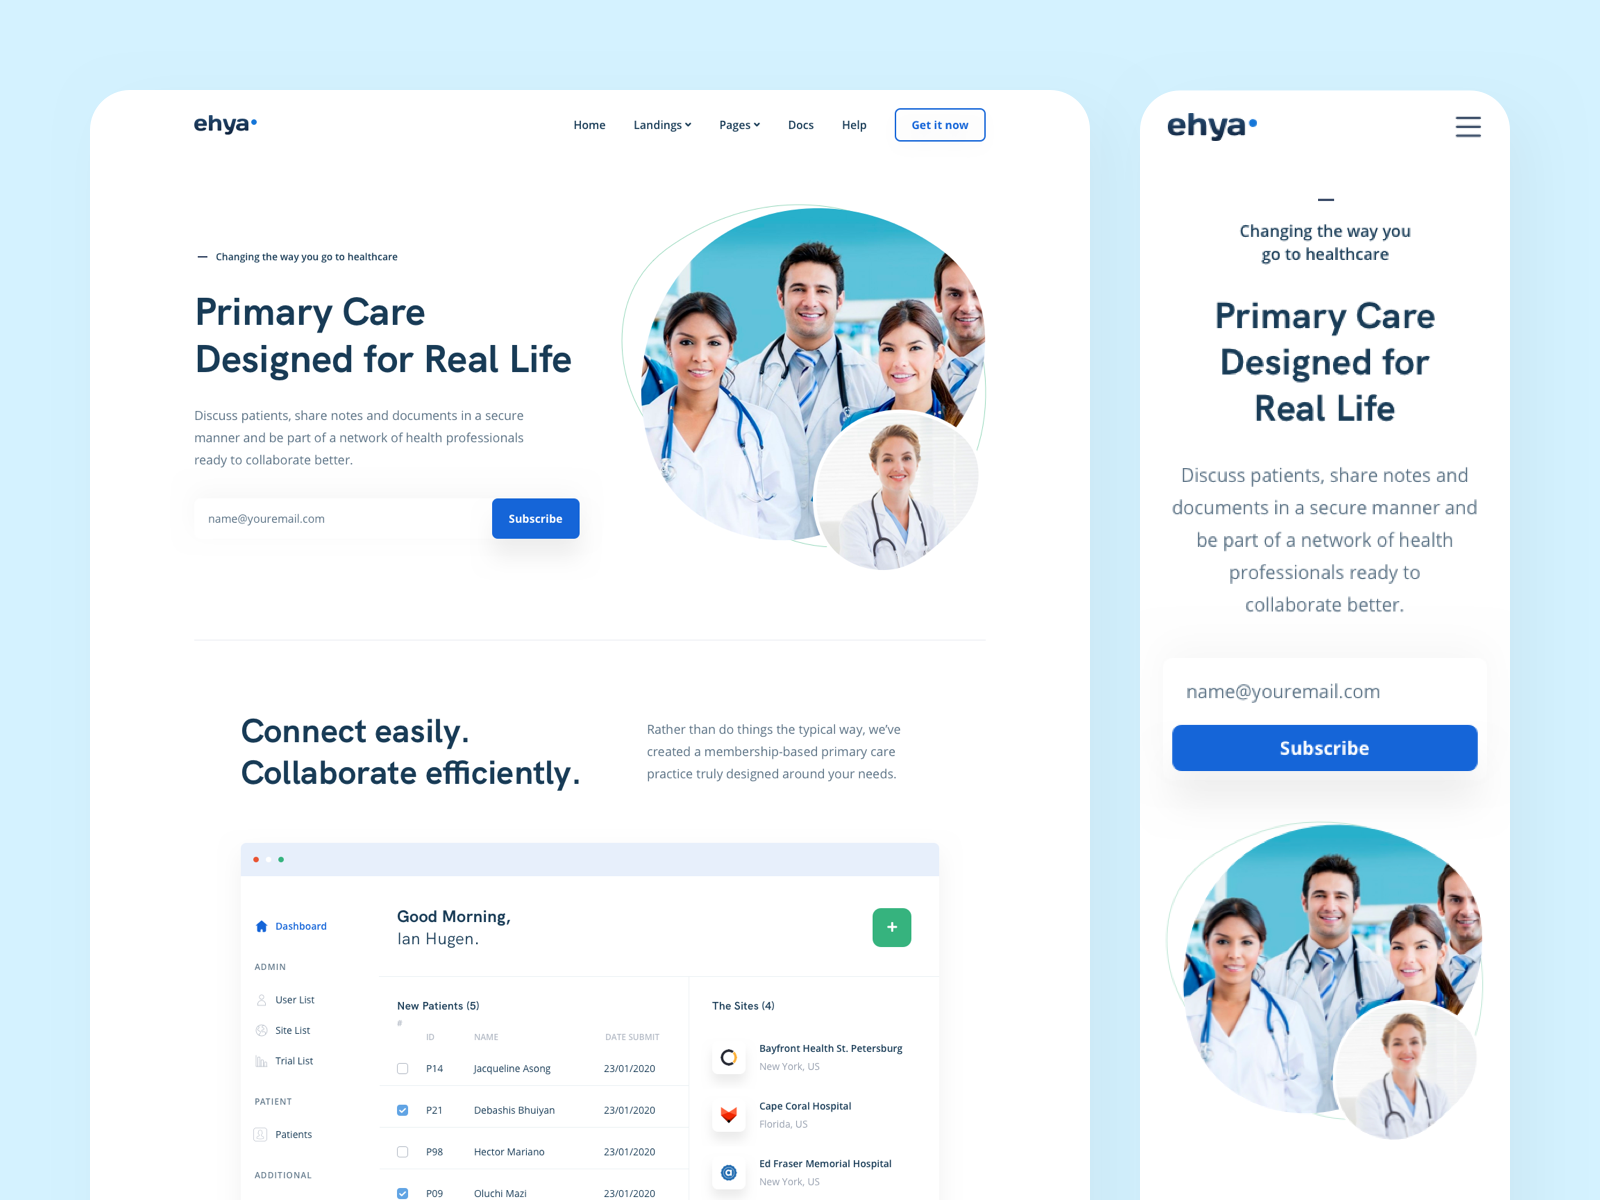 ehya
Home Landings Pages Docs Help Get it now
Changing the way you go to healthcare
Primary Care
Designed for Real Life
Discuss patients, share notes and documents in a secure
manner and be part of a network of health professionals
ready to collaborate better.
name@youremail.com Subscribe
Connect easily.
Collaborate efficiently.
Rather than do things the typical way, we’ve
created a membership-based primary care
practice truly designed around your needs.
Dashboard
ADMIN
User List
Site List
Trial List
PATIENT
Patients
ADDITIONAL
Good Morning,
Ian Hugen.
+
New Patients (5)
#
ID NAME DATE SUBMIT
P14 Jacqueline Asong 23/01/2020
P21 Debashis Bhuiyan 23/01/2020
P98 Hector Mariano 23/01/2020
P09 Oluchi Mazi 23/01/2020
The Sites (4)
Bayfront Health St. Petersburg
New York, US
Cape Coral Hospital
Florida, US
a
Ed Fraser Memorial Hospital
New York, US
ehya
Changing the way you
go to healthcare
Primary Care
Designed for
Real Life
Discuss patients, share notes and
documents in a secure manner and
be part of a network of health
professionals ready to
collaborate better.
name@youremail.com
Subscribe